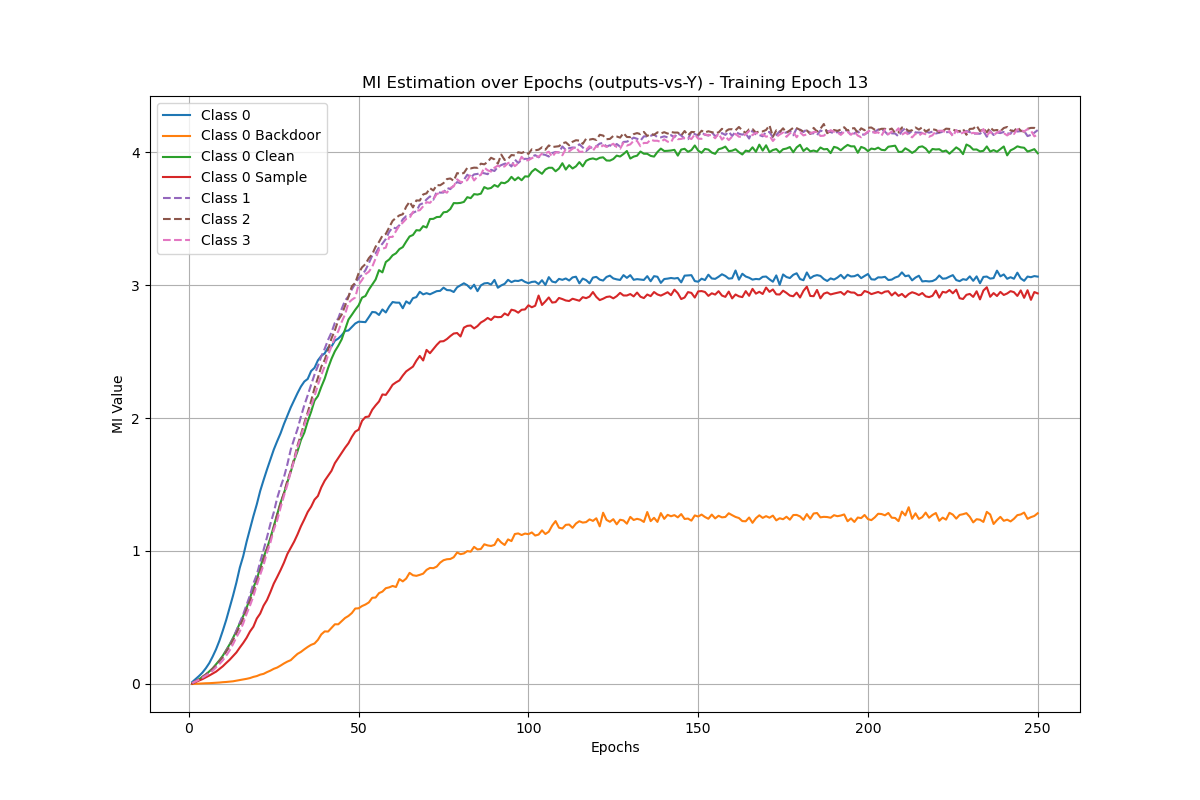 MI Estimation over Epochs (outputs-vs-Y) - Training Epoch 13
Class 0
Class 0 Backdoor
Class 0 Clean
Class 0 Sample
Class 1
Class 2
Class 3
MI Value
4
3
2
1
0
0 50 100 150 200 250
Epochs